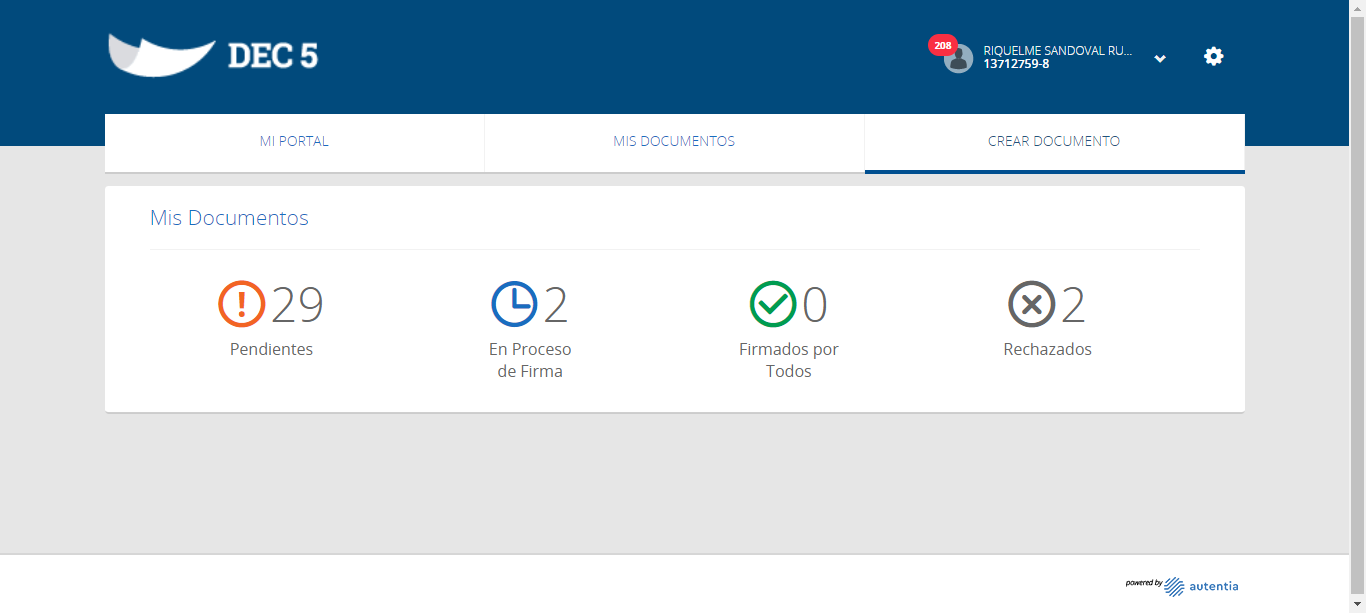 DEC 5
208
RIQUELME SANDOVAL RU...
13712759-8
MI PORTAL
MIS DOCUMENTOS
CREAR DOCUMENTO
Mis Documentos
29
Pendientes
2
En Proceso
de Firma
0
Firmados por
Todos
2
Rechazados
powered by autentia